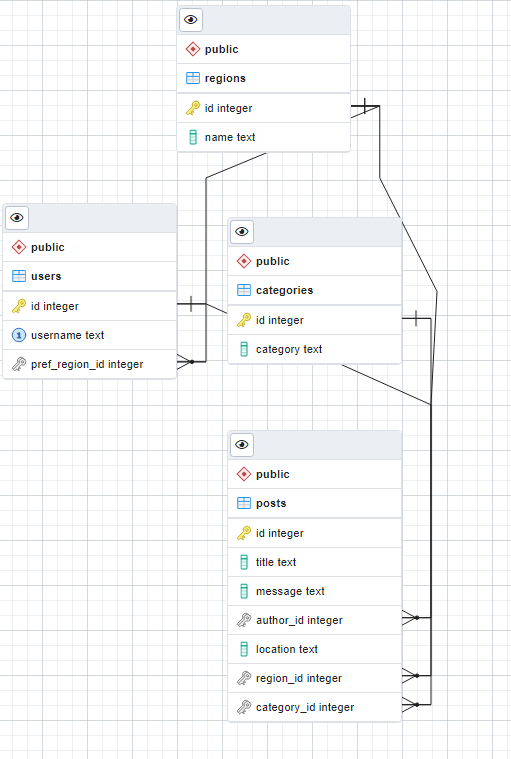 public
regions
id integer
name text
public
users
id integer
1 username text
pref_region_id integer
public
categories
id integer
category text
public
posts
id integer
title text
message text
author_id integer
location text
region_id integer
category_id integer